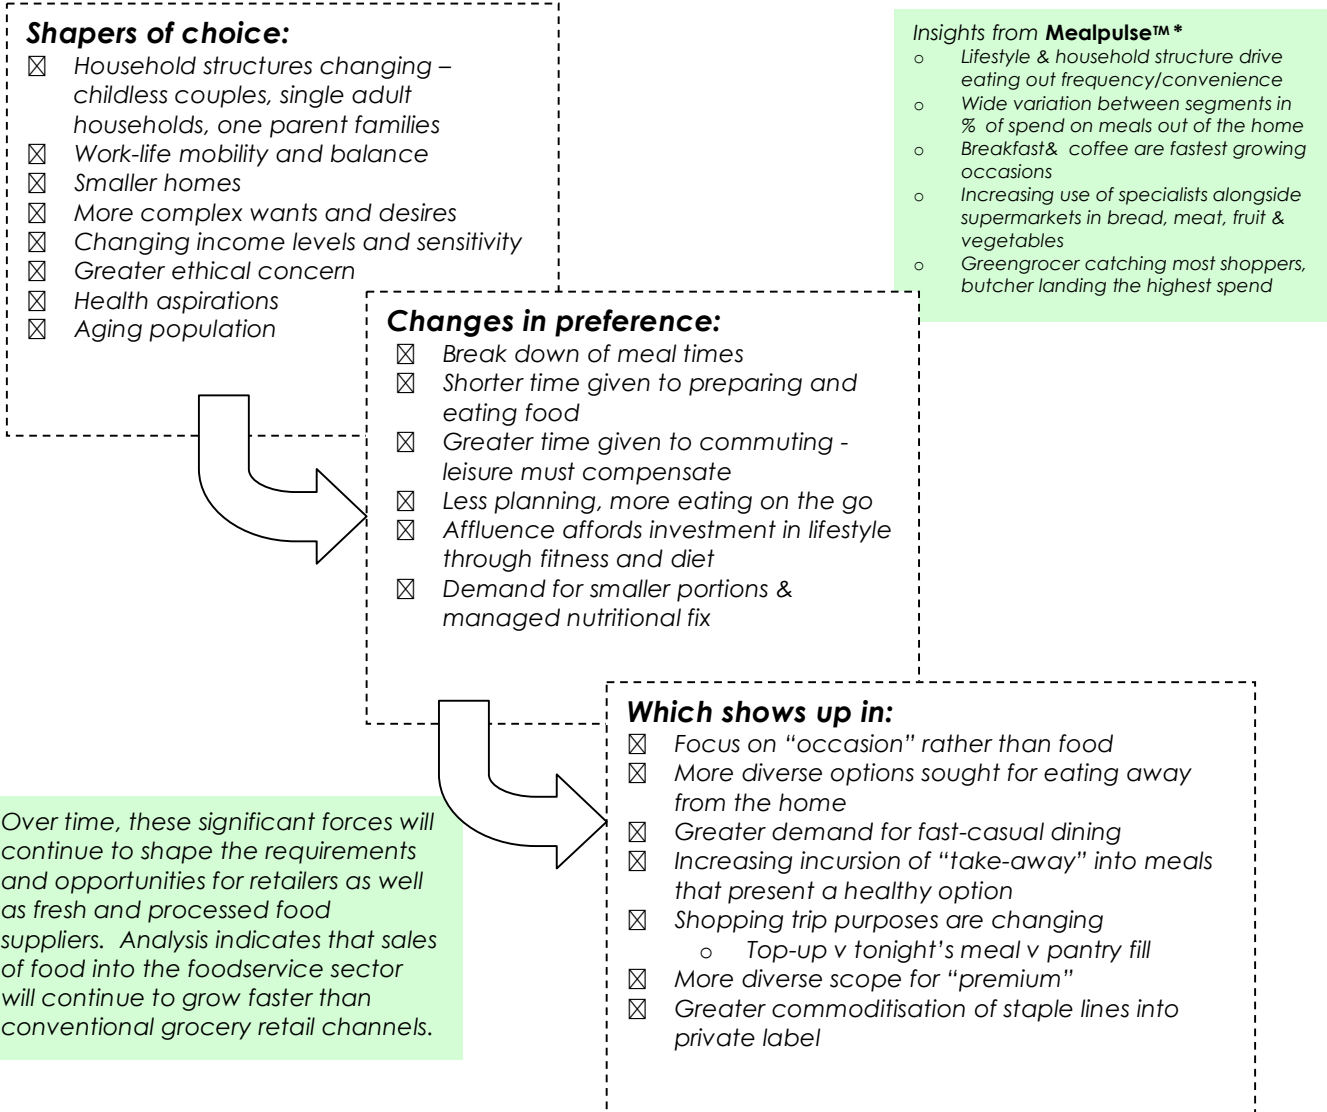 Shapers of choice:
☒ Household structures changing –
childless couples, single adult
households, one parent families
☒ Work-life mobility and balance
☒ Smaller homes
☒ More complex wants and desires
☒ Changing income levels and sensitivity
☒ Greater ethical concern
☒ Health aspirations
☒ Aging population
Insights from Mealpulse™ *
o Lifestyle & household structure drive
eating out frequency/convenience
o Wide variation between segments in
% of spend on meals out of the home
o Breakfast& coffee are fastest growing
occasions
o Increasing use of specialists alongside
supermarkets in bread, meat, fruit &
vegetables
o Greengrocer catching most shoppers,
butcher landing the highest spend
Changes in preference:
☒ Break down of meal times
☒ Shorter time given to preparing and
eating food
☒ Greater time given to commuting -
leisure must compensate
☒ Less planning, more eating on the go
☒ Affluence affords investment in lifestyle
through fitness and diet
☒ Demand for smaller portions &
managed nutritional fix
Which shows up in:
☒ Focus on “occasion” rather than food
☒ More diverse options sought for eating away
from the home
☒ Greater demand for fast-casual dining
☒ Increasing incursion of “take-away” into meals
that present a healthy option
☒ Shopping trip purposes are changing
o Top-up v tonight’s meal v pantry fill
☒ More diverse scope for “premium”
☒ Greater commoditisation of staple lines into
private label
Over time, these significant forces will
continue to shape the requirements
and opportunities for retailers as well
as fresh and processed food
suppliers. Analysis indicates that sales
of food into the foodservice sector
will continue to grow faster than
conventional grocery retail channels.